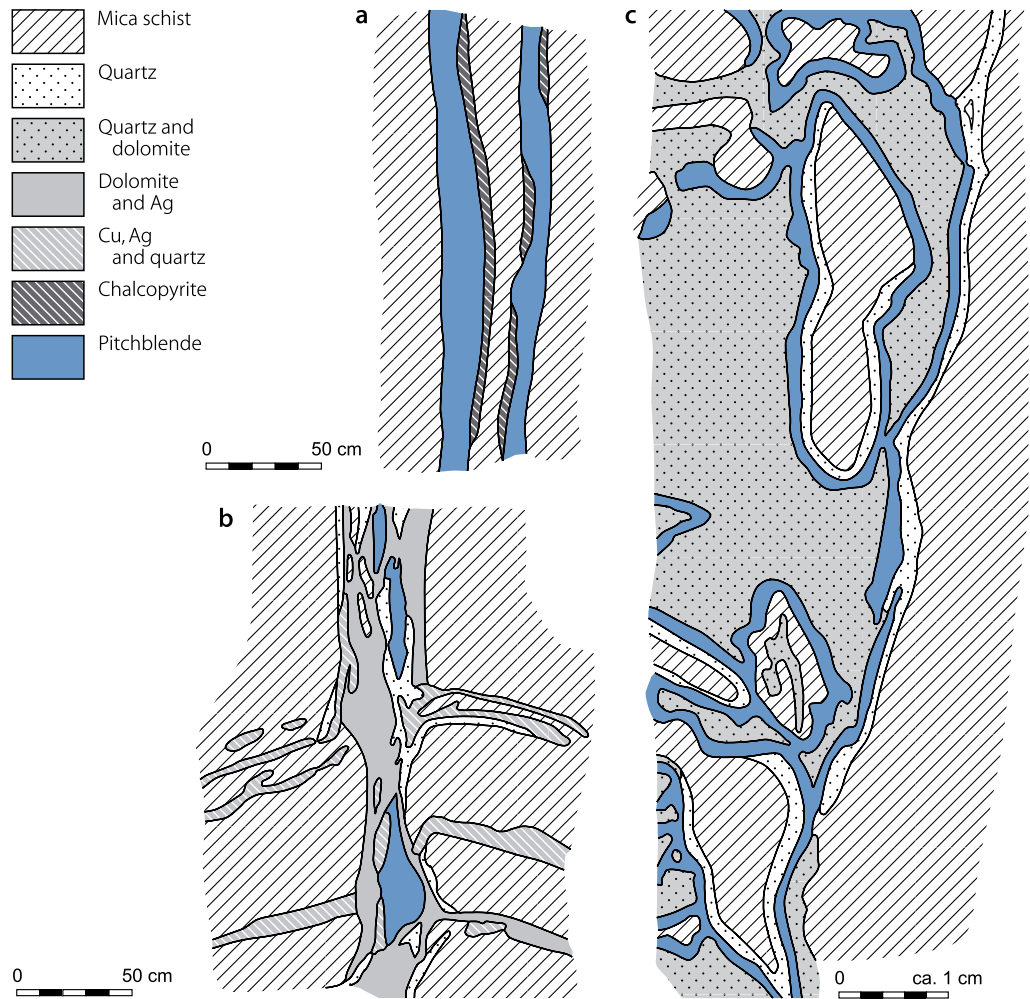 Mica schist
Quartz
Quartz and
dolomite
Dolomite
and Ag
Cu, Ag
and quartz
Chalcopyrite
Pitchblende
a
0 50 cm
b
0 50 cm
c
0 ca. 1 cm